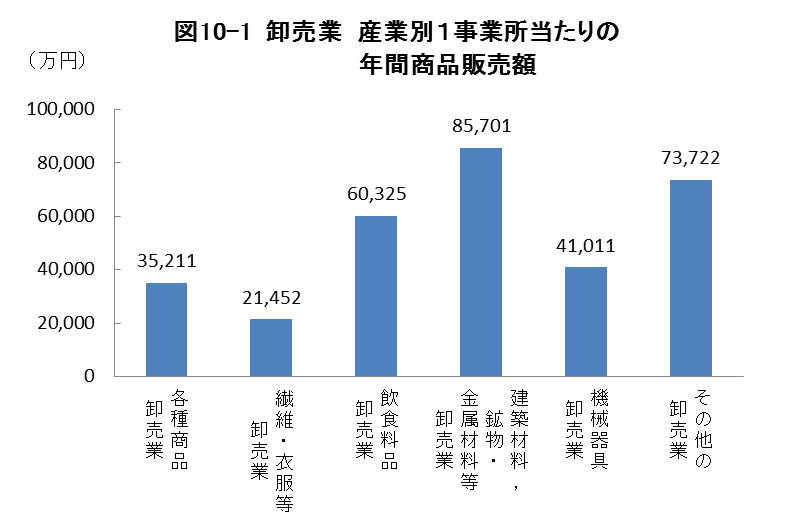 図10-1 卸売業 産業別1事業所当たりの
年間商品販売額
(万円)
100,000
80,000
60,000
40,000
20,000
0
35,211
21,452
60,325
85,701
41,011
73,722
各種商品
卸売業
繊維・衣服等
卸売業
飲食料品
卸売業
建築材料,
鉱物・
金属材料等
卸売業
機械器具
卸売業
その他の
卸売業